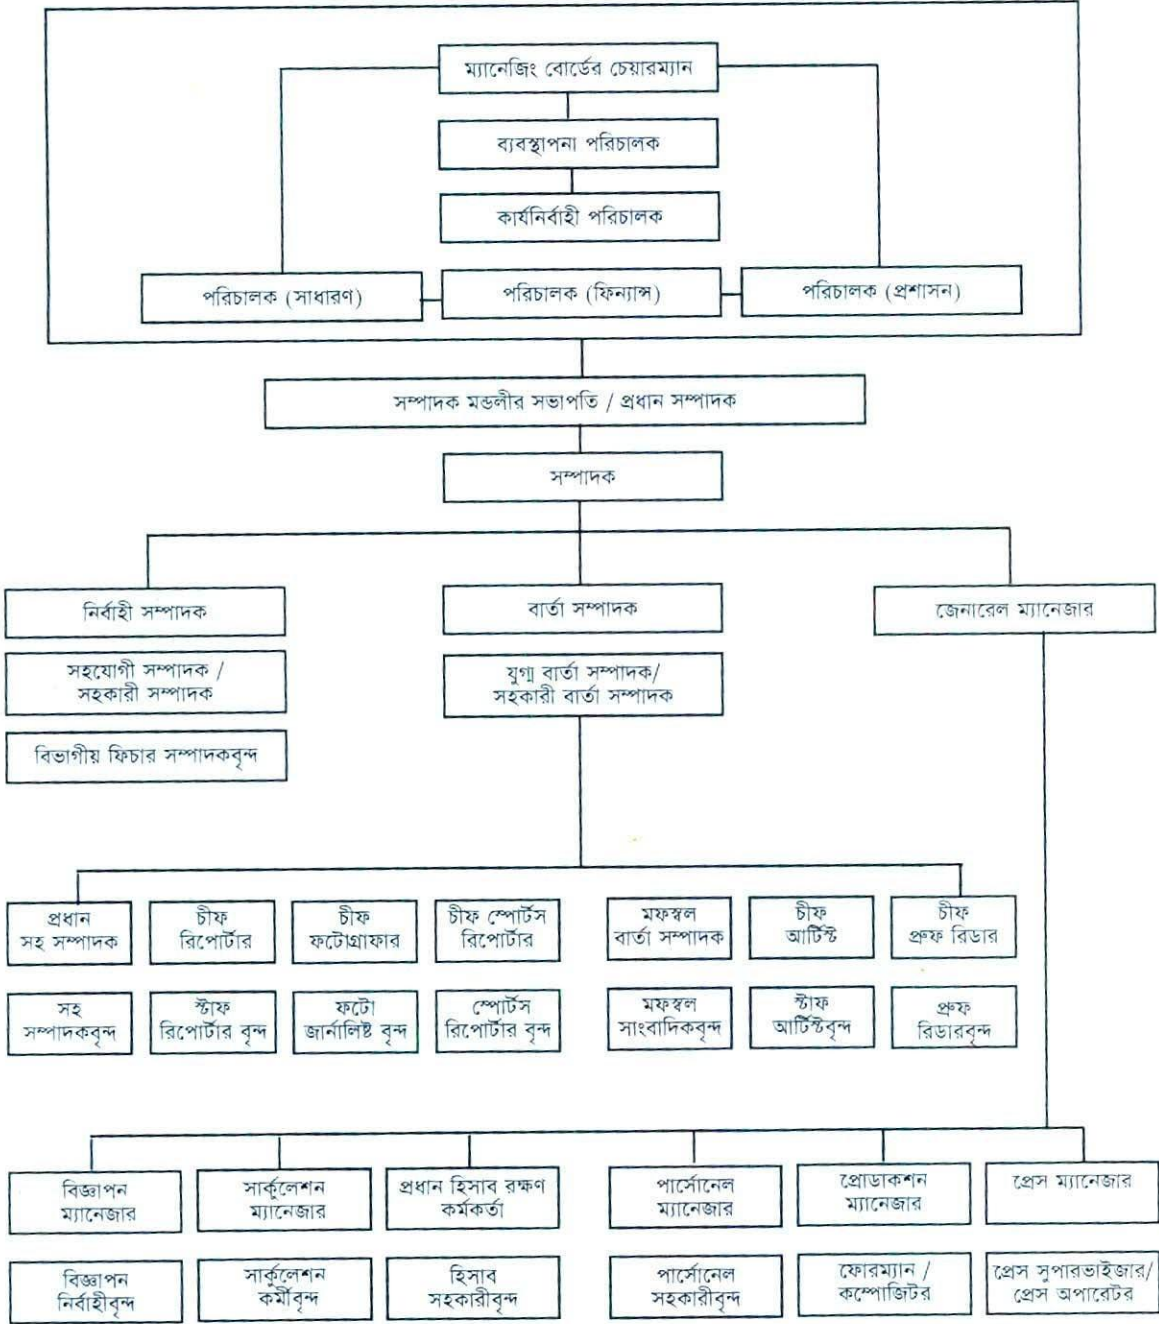 ম্যানেজিং বোর্ডের চেয়ারম্যান
ব্যবস্থাপনা পরিচালক
কার্যনির্বাহী পরিচালক
পরিচালক (সাধারণ)
পরিচালক (ফিন্যান্স)
পরিচালক (প্রশাসন)
সম্পাদক মন্ডলীর সভাপতি / প্রধান সম্পাদক
সম্পাদক
নির্বাহী সম্পাদক
বার্তা সম্পাদক
জেনারেল ম্যানেজার
সহযোগী সম্পাদক /
সহকারী সম্পাদক
যুগ্ম বার্তা সম্পাদক/
সহকারী বার্তা সম্পাদক
বিভাগীয় ফিচার সম্পাদকবৃন্দ
প্রধান
সহ সম্পাদক
চীফ
রিপোর্টার
চীফ
ফটোগ্রাফার
চীফ স্পোর্টস
রিপোর্টার
মফস্বল
বার্তা সম্পাদক
চীফ
আর্টিস্ট
চীফ
প্রুফ রিডার
সহ
সম্পাদকবৃন্দ
স্টাফ
রিপোর্টার বৃন্দ
ফটো
জার্নালিষ্ট বৃন্দ
স্পোর্টস
রিপোর্টার বৃন্দ
মফস্বল
সাংবাদিকবৃন্দ
স্টাফ
আর্টিস্টবৃন্দ
প্রুফ
রিডারবৃন্দ
বিজ্ঞাপন
ম্যানেজার
সার্কুলেশন
ম্যানেজার
প্রধান হিসাব রক্ষণ
কর্মকর্তা
পার্সোনেল
ম্যানেজার
প্রোডাকশন
ম্যানেজার
প্রেস ম্যানেজার
বিজ্ঞাপন
নির্বাহীবৃন্দ
সার্কুলেশন
কর্মীবৃন্দ
হিসাব
সহকারীবৃন্দ
পার্সোনেল
সহকারীবৃন্দ
ফোরম্যান /
কম্পোজিটর
প্রেস সুপারভাইজার/
প্রেস অপারেটর